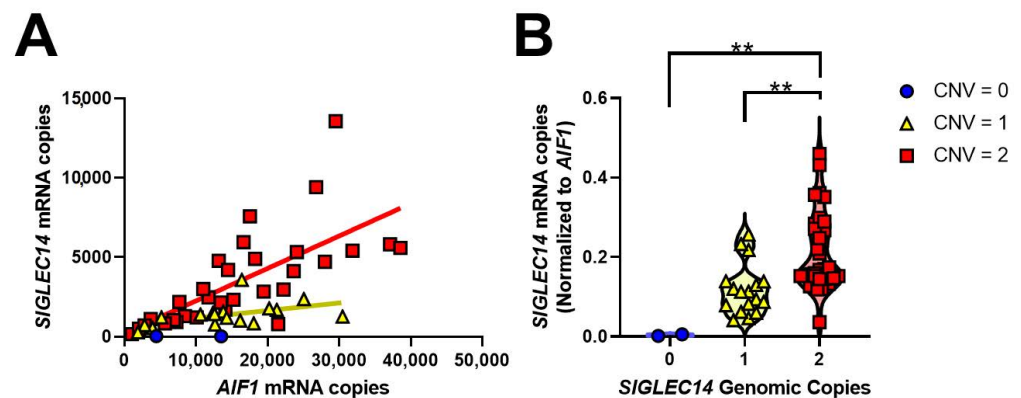 A
SIGLEC14 mRNA copies
15,000
10,000
5000
0
0
10,000
20,000
30,000
40,000
50,000
AIF1 mRNA copies
B
**
**
SIGLEC14 mRNA copies
(Normalized to AIF1)
0.6
0.4
0.2
0.0
0
1
2
SIGLEC14 Genomic Copies
CNV = 0
CNV = 1
CNV = 2